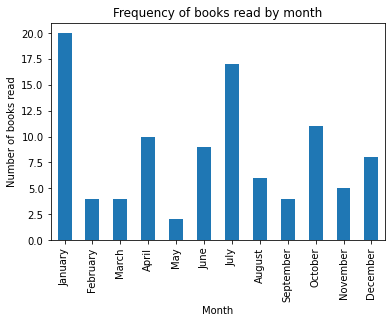 Frequency of books read by month
Number of books read
20.0
17.5
15.0
12.5
10.0
7.5
5.0
2.5
0.0
January
February
March
April
May
June
July
August
September
October
November
December
Month